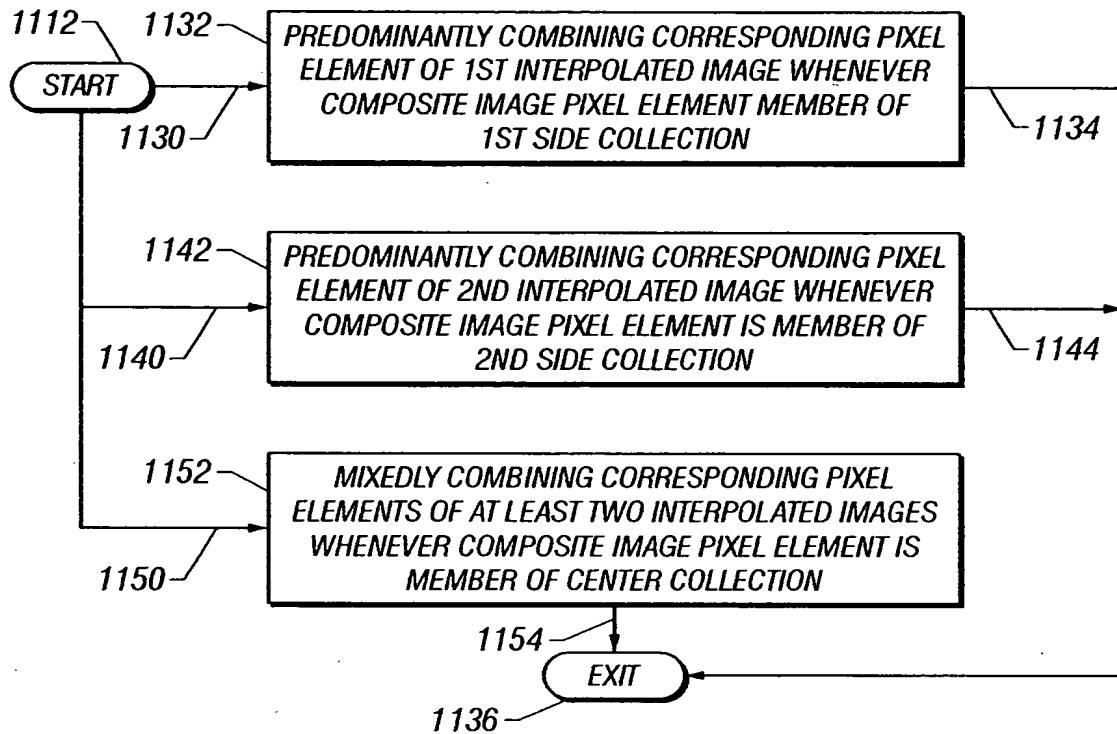 1112
START
1130
1132
PREDOMINANTLY COMBINING CORRESPONDING PIXEL
ELEMENT OF 1ST INTERPOLATED IMAGE WHENEVER
COMPOSITE IMAGE PIXEL ELEMENT MEMBER OF
1ST SIDE COLLECTION
1134
1142
PREDOMINANTLY COMBINING CORRESPONDING PIXEL
ELEMENT OF 2ND INTERPOLATED IMAGE WHENEVER
COMPOSITE IMAGE PIXEL ELEMENT IS MEMBER OF
2ND SIDE COLLECTION
1140
1144
1152
MIXEDLY COMBINING CORRESPONDING PIXEL
ELEMENTS OF AT LEAST TWO INTERPOLATED IMAGES
WHENEVER COMPOSITE IMAGE PIXEL ELEMENT IS
MEMBER OF CENTER COLLECTION
1150
1154
EXIT
1136